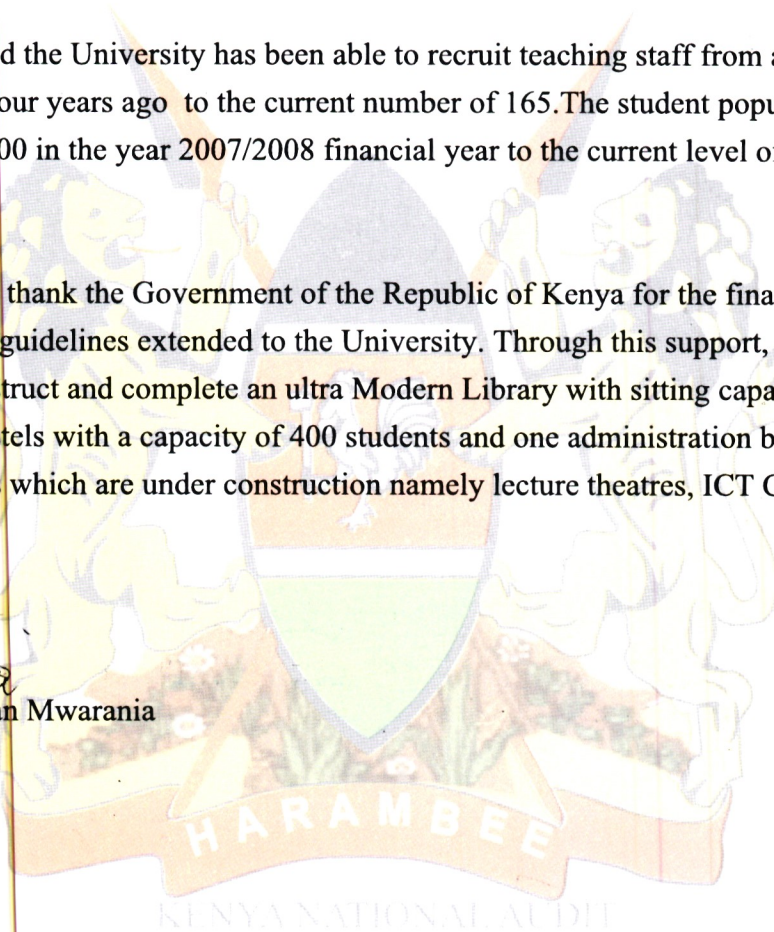 d the University has been able to recruit teaching staff from a
our years ago to the current number of 165.The student popu
00 in the year 2007/2008 financial year to the current level o
thank the Government of the Republic of Kenya for the fina
guidelines extended to the University. Through this support,
truct and complete an ultra Modern Library with sitting capa
tels with a capacity of 400 students and one administration b
which are under construction namely lecture theatres, ICT C
n Mwarania
HARAMBEE
KENYA NATIONAL AUDIT